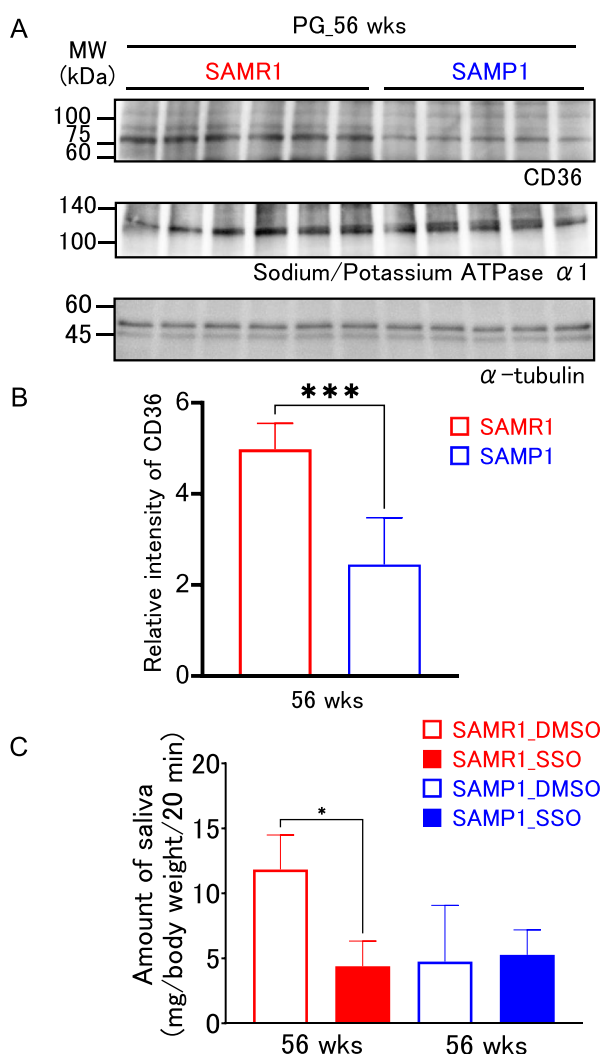 A
PG_56 wks
MW
(kDa)
SAMR1
SAMP1
100
75
60
CD36
140
100
Sodium/Potassium ATPase α1
60
45
α-tubulin
B
Relative intensity of CD36
6
4
2
0
***
SAMR1
SAMP1
56 wks
C
SAMR1_DMSO
SAMR1_SSO
SAMP1_DMSO
SAMP1_SSO
Amount of saliva
(mg/body weight/20 min)
20
15
10
5
0
*
56 wks
56 wks